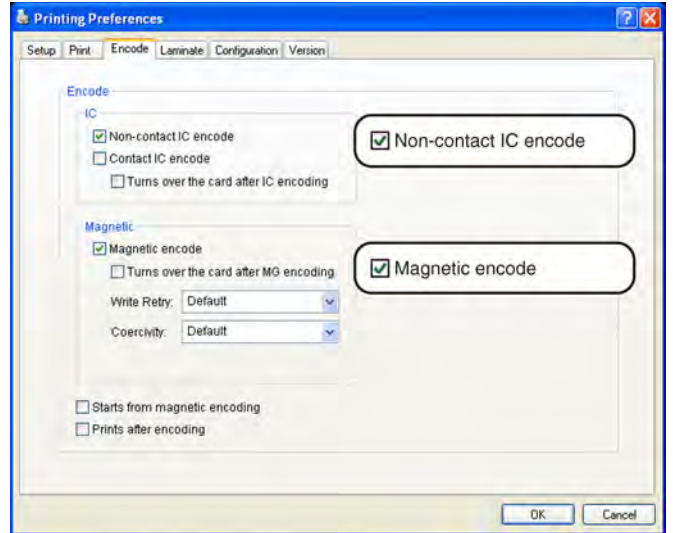 Printing Preferences
Setup Print Encode Laminate Configuration Version
Encode
IC
Non-contact IC encode
Non-contact IC encode
Contact IC encode
Turns over the card after IC encoding
Magnetic
Magnetic encode
Magnetic encode
Turns over the card after MG encoding
Write Retry: Default
Coercivity: Default
Starts from magnetic encoding
Prints after encoding
OK Cancel